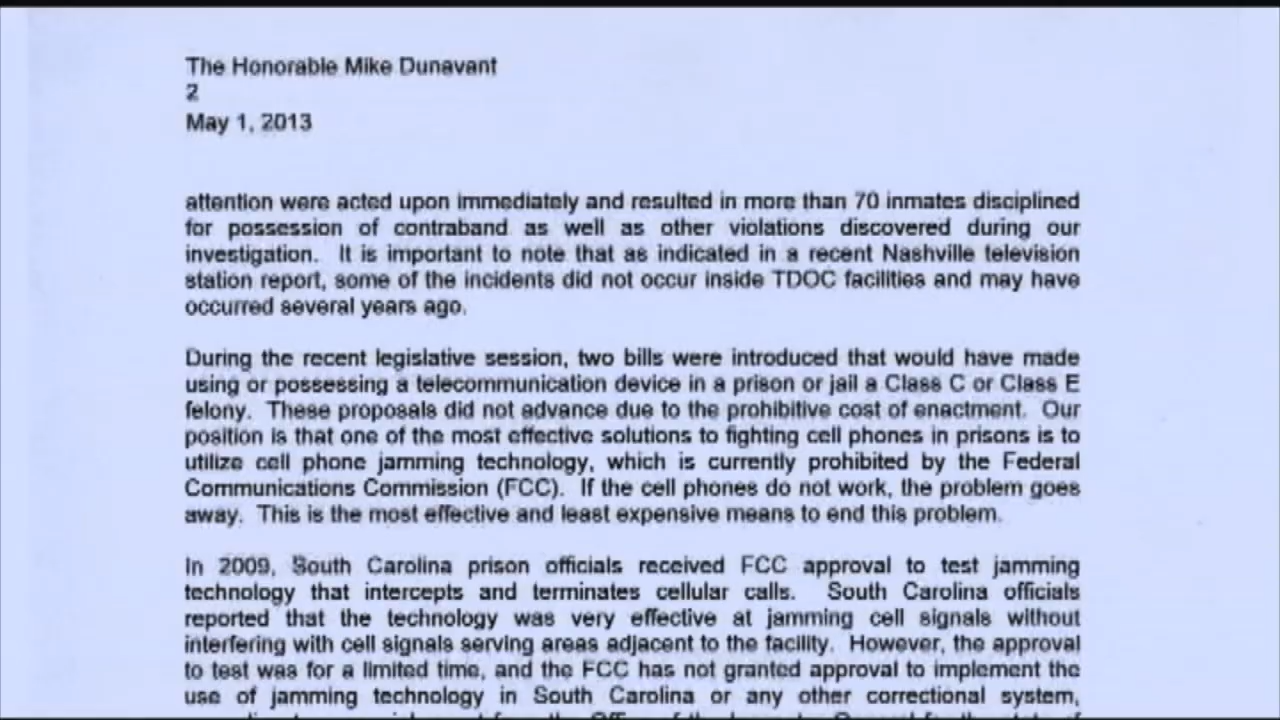 The Honorable Mike Dunavant
2
May 1, 2013
attention were acted upon immediately and resulted in more than 70 inmates disciplined
for possession of contraband as well as other violations discovered during our
investigation. It is important to note that as indicated in a recent Nashville television
station report, some of the incidents did not occur inside TDOC facilities and may have
occurred several years ago.
During the recent legislative session, two bills were introduced that would have made
using or possessing a telecommunication device in a prison or jail a Class C or Class E
felony. These proposals did not advance due to the prohibitive cost of enactment. Our
position is that one of the most effective solutions to fighting cell phones in prisons is to
utilize cell phone jamming technology, which is currently prohibited by the Federal
Communications Commission (FCC). If the cell phones do not work, the problem goes
away. This is the most effective and least expensive means to end this problem.
In 2009, South Carolina prison officials received FCC approval to test jamming
technology that intercepts and terminates cellular calls. South Carolina officials
reported that the technology was very effective at jamming cell signals without
interfering with cell signals serving areas adjacent to the facility. However, the approval
to test was for a limited time, and the FCC has not granted approval to implement the
use of jamming technology in South Carolina or any other correctional system,